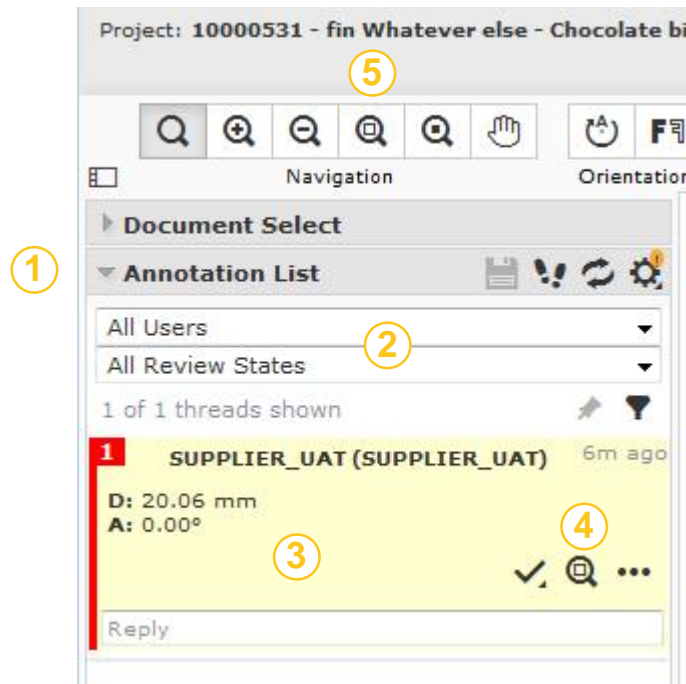 Project: 10000531 - fin Whatever else - Chocolate bi
5
A
F
Navigation
Orientation
Document Select
1
Annotation List
!
All Users
2
All Review States
1 of 1 threads shown
1
SUPPLIER_UAT (SUPPLIER_UAT)
6m ago
D: 20.06 mm
A: 0.00°
4
3
Reply